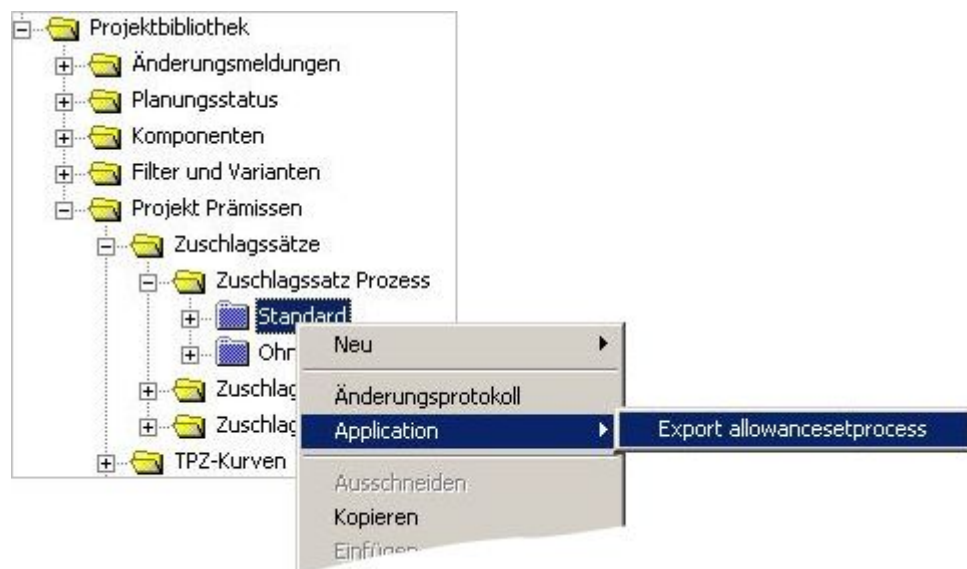 Projektbibliothek
Änderungsmeldungen
Planungsstatus
Komponenten
Filter und Varianten
Projekt Prämissen
Zuschlagssätze
Zuschlagssatz Prozess
Standard
Neu
Änderungsprotokoll
Application
Export allowancesetprocess
TPZ-Kurven
Ausschneiden
Kopieren
Einfügen